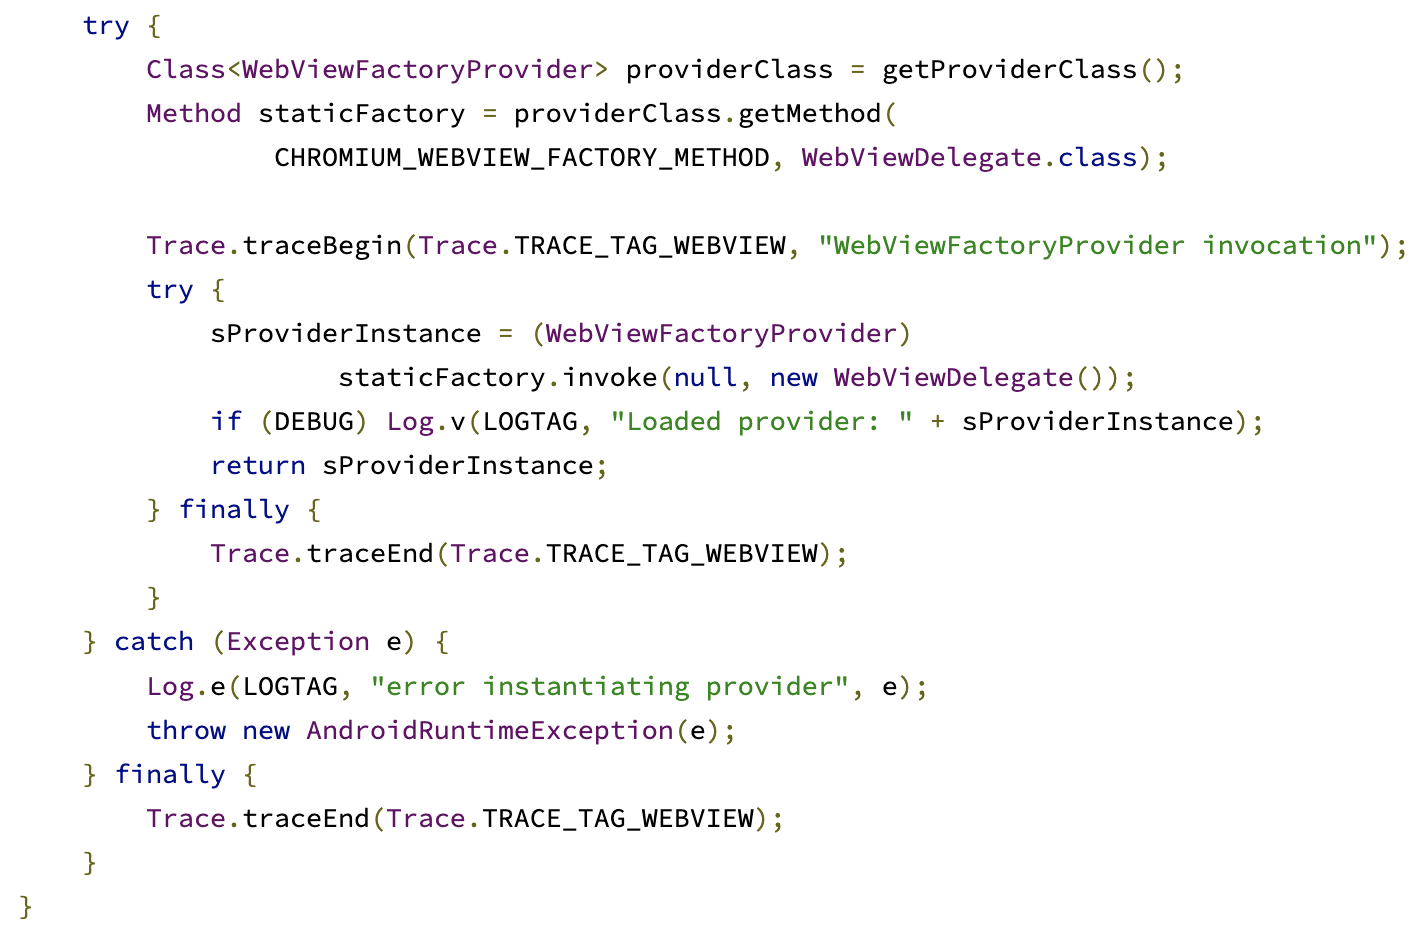 try {
Class<WebViewFactoryProvider> providerClass = getProviderClass();
Method staticFactory = providerClass.getMethod(
CHROMIUM_WEBVIEW_FACTORY_METHOD, WebViewDelegate.class);
Trace.traceBegin(Trace.TRACE_TAG_WEBVIEW, "WebViewFactoryProvider invocation");
try {
sProviderInstance = (WebViewFactoryProvider)
staticFactory.invoke(null, new WebViewDelegate());
if (DEBUG) Log.v(LOGTAG, "Loaded provider: " + sProviderInstance);
return sProviderInstance;
} finally {
Trace.traceEnd(Trace.TRACE_TAG_WEBVIEW);
}
} catch (Exception e) {
Log.e(LOGTAG, "error instantiating provider", e);
throw new AndroidRuntimeException(e);
} finally {
Trace.traceEnd(Trace.TRACE_TAG_WEBVIEW);
}
}